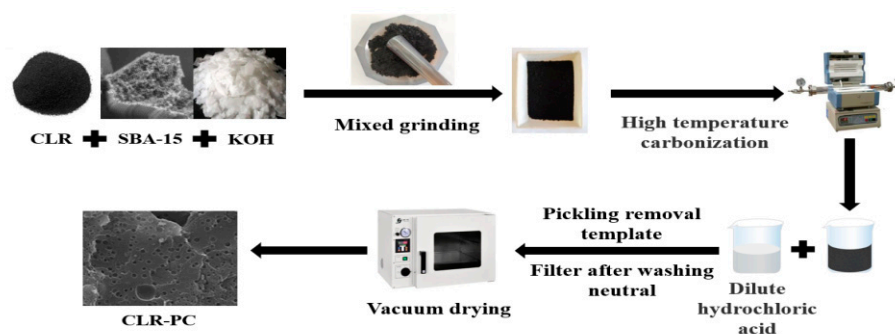 CLR + SBA-15 + KOH
Mixed grinding
High temperature
carbonization
Pickling removal
template
Filter after washing
neutral
Dilute
hydrochloric
acid
Vacuum drying
CLR-PC